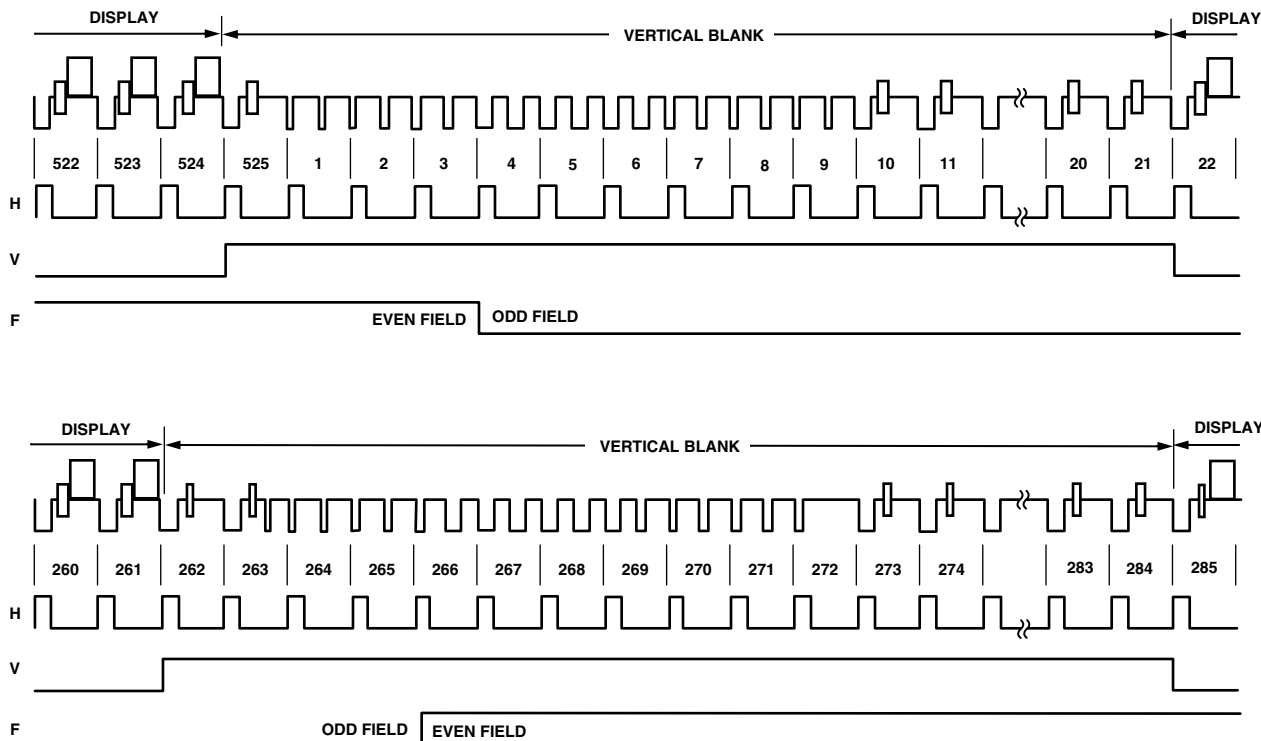 DISPLAY VERTICAL BLANK DISPLAY
522 523 524 525 1 2 3 4 5 6 7 8 9 10 11 20 21 22
H
V
F EVEN FIELD ODD FIELD
DISPLAY VERTICAL BLANK DISPLAY
260 261 262 263 264 265 266 267 268 269 270 271 272 273 274 283 284 285
H
V
F ODD FIELD EVEN FIELD